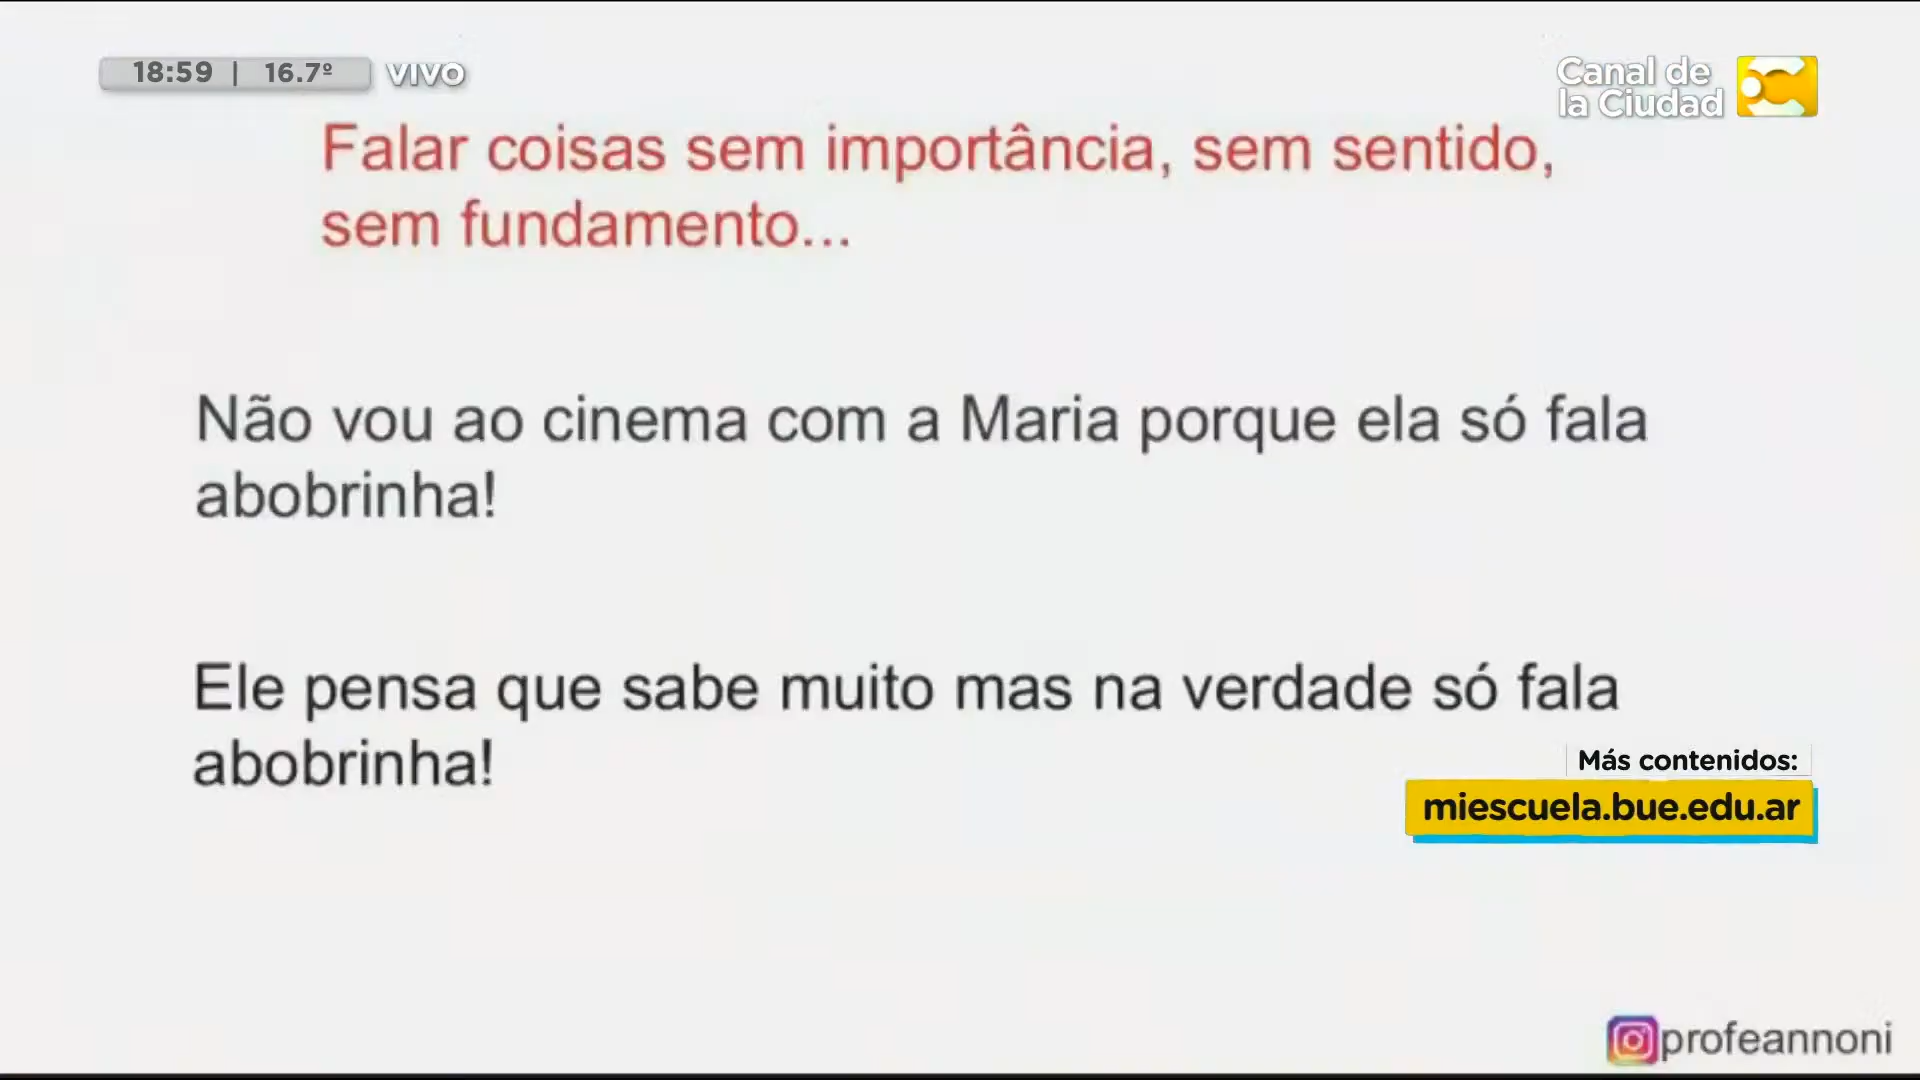 18:59 | 16.7º VIVO
Canal de
la Ciudad
Falar coisas sem importância, sem sentido,
sem fundamento...
Não vou ao cinema com a Maria porque ela só fala
abobrinha!
Ele pensa que sabe muito mas na verdade só fala
abobrinha!
Más contenidos:
miescuela.bue.edu.ar
profeannoni